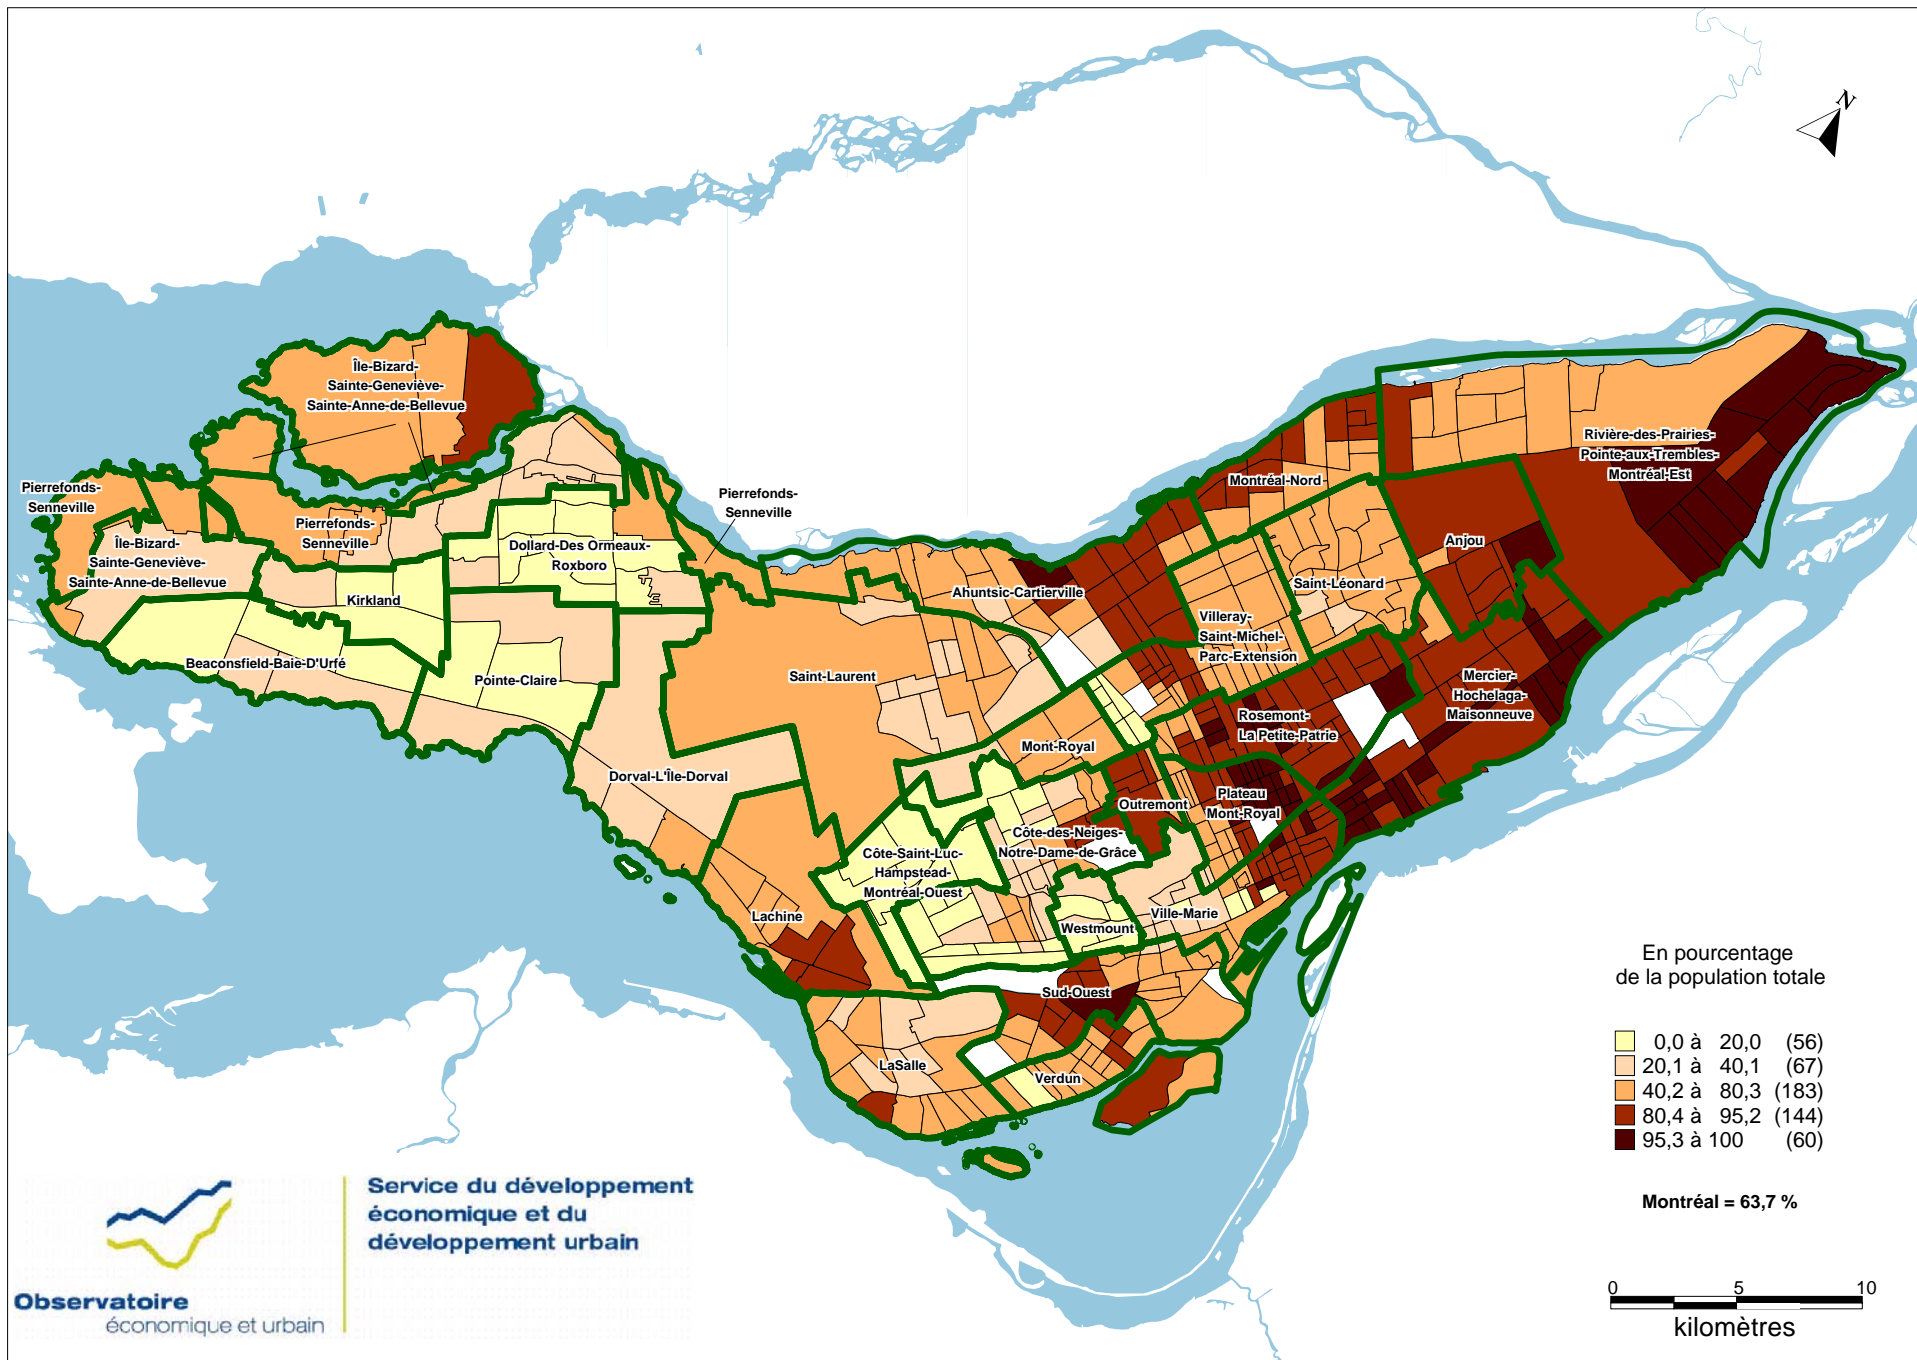 N
Île-Bizard-
Sainte-Geneviève-
Sainte-Anne-de-Bellevue
Pierrefonds-
Senneville
Pierrefonds-
Senneville
Pierrefonds-
Senneville
Île-Bizard-
Sainte-Geneviève-
Sainte-Anne-de-Bellevue
Dollard-Des Ormeaux-
Roxboro
Kirkland
Beaconsfield-Baie-D'Urfé
Pointe-Claire
Dorval-L'Île-Dorval
Saint-Laurent
Ahuntsic-Cartierville
Montréal-Nord
Rivière-des-Prairies-
Pointe-aux-Trembles-
Montréal-Est
Anjou
Saint-Léonard
Villeray-
Saint-Michel-
Parc-Extension
Mercier-
Hochelaga-
Maisonneuve
Rosemont-
La Petite-Patrie
Mont-Royal
Outremont
Plateau
Mont-Royal
Côte-des-Neiges-
Notre-Dame-de-Grâce
Côte-Saint-Luc-
Hampstead-
Montréal-Ouest
Lachine
Westmount
Ville-Marie
Sud-Ouest
LaSalle
Verdun
En pourcentage
de la population totale
0,0 à 20,0 (56)
20,1 à 40,1 (67)
40,2 à 80,3 (183)
80,4 à 95,2 (144)
95,3 à 100 (60)
Montréal = 63,7 %
0 5 10
kilomètres
Service du développement
économique et du
développement urbain
Observatoire
économique et urbain